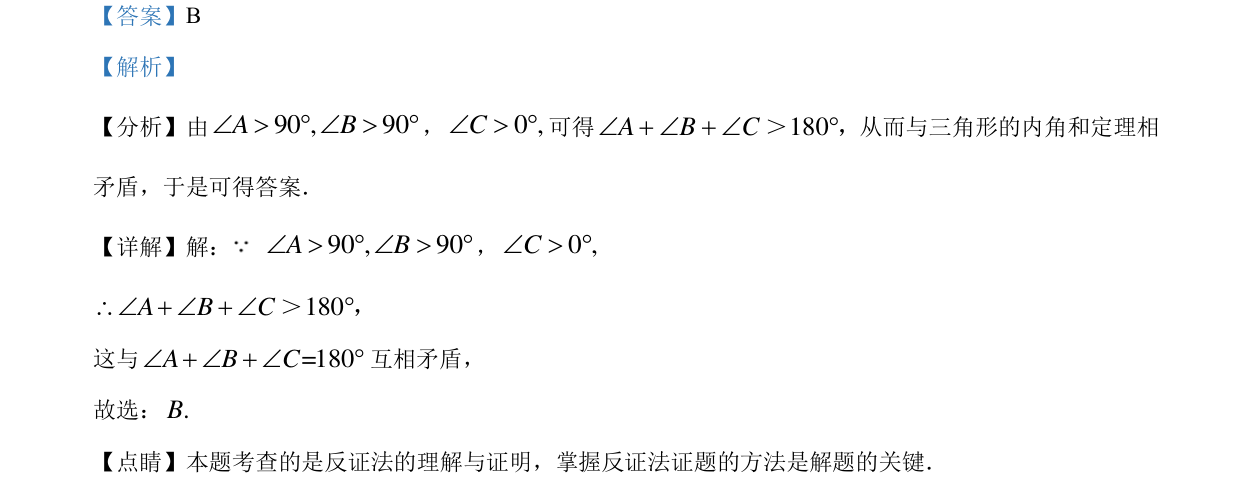 【答案】B
【解析】
【分析】由∠A>90°,∠B>90°，∠C>0°,可得∠A+∠B+∠C＞180°，从而与三角形的内角和定理相
矛盾，于是可得答案．
【详解】解：∵ ∠A>90°,∠B>90°，∠C>0°,
∴∠A+∠B+∠C＞180°，
这与∠A+∠B+∠C=180°互相矛盾，
故选：B.
【点睛】本题考查的是反证法的理解与证明，掌握反证法证题的方法是解题的关键．